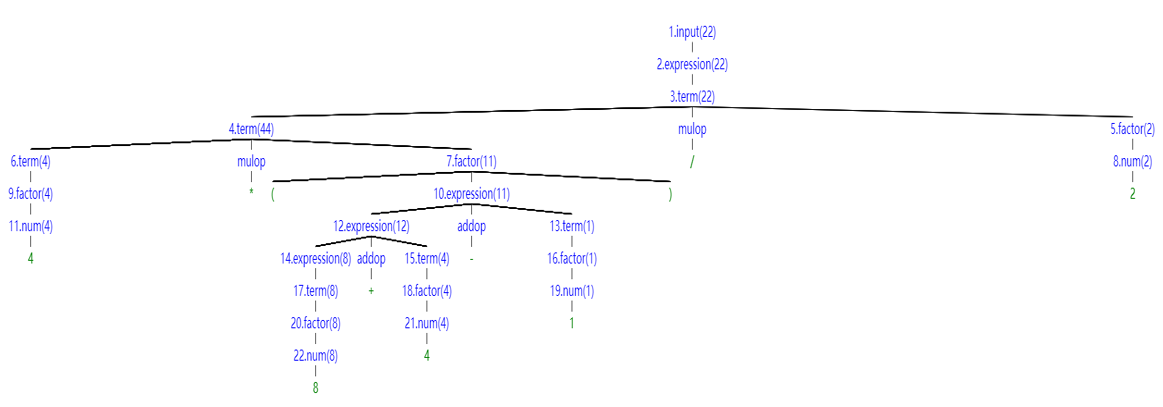 1.input(22)
2.expression(22)
3.term(22)
4.term(44) mulop 5.factor(2)
6.term(4) mulop 7.factor(11) / 8.num(2)
9.factor(4) * ( 10.expression(11) ) 2
11.num(4) 12.expression(12) addop 13.term(1)
4 14.expression(8) addop 15.term(4) - 16.factor(1)
17.term(8) + 18.factor(4) 19.num(1)
20.factor(8) 21.num(4) 1
22.num(8) 4
8